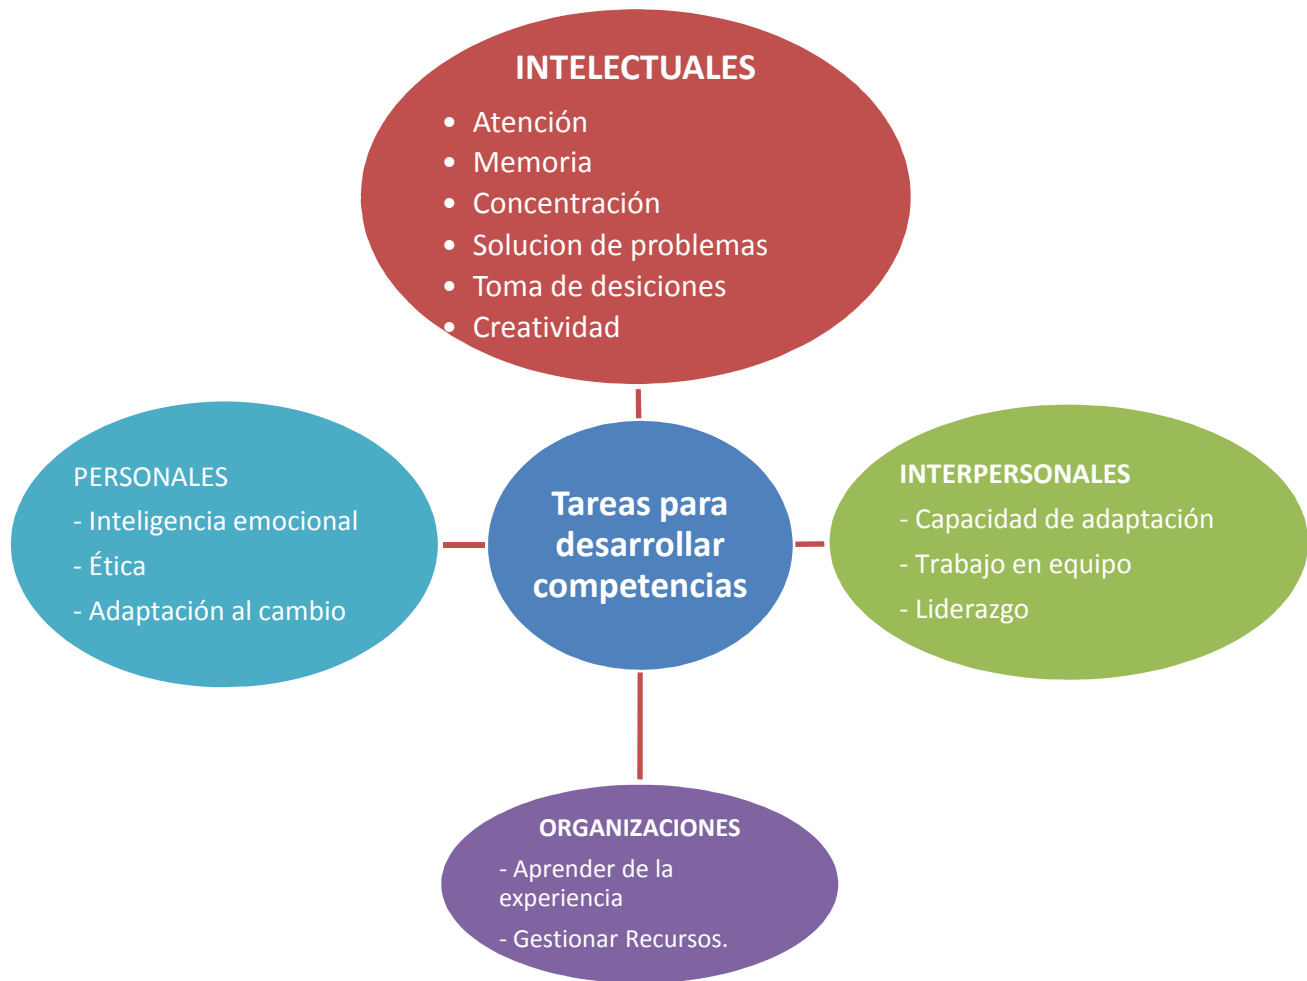 INTELECTUALES
• Atención
• Memoria
• Concentración
• Solucion de problemas
• Toma de desiciones
• Creatividad
PERSONALES
- Inteligencia emocional
- Ética
- Adaptación al cambio
Tareas para
desarrollar
competencias
INTERPERSONALES
- Capacidad de adaptación
- Trabajo en equipo
- Liderazgo
ORGANIZACIONES
- Aprender de la
experiencia
- Gestionar Recursos.